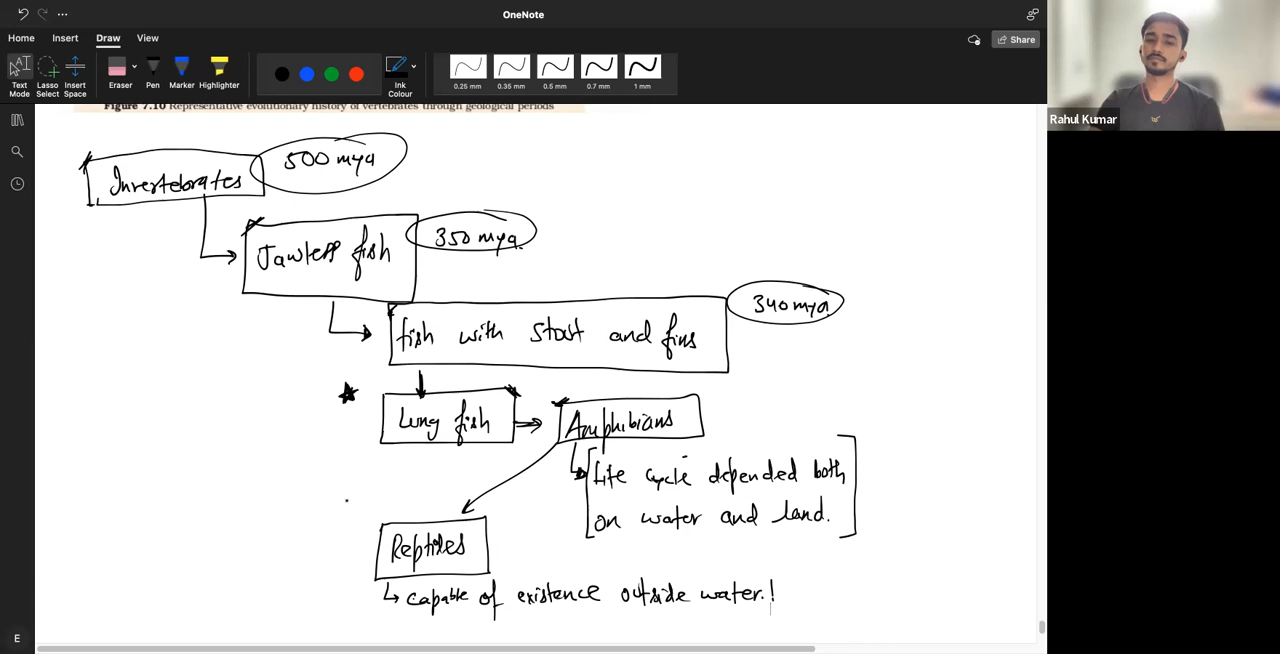 OneNote
Home Insert Draw View
Share
Text Mode
Lasso Select
Insert Space
Eraser
Pen
Marker
Highlighter
Ink Colour
0.25 mm 0.35 mm 0.5 mm 0.7 mm 1 mm
Rahul Kumar
Figure 7.10 Representative evolutionary history of vertebrates through geological periods
Invertebrates 500 mya
Jawless fish 350 mya
fish with stout and fins 340 mya
Lung fish Amphibians
Life cycle depended both
on water and land.
Reptiles
capable of existence outside water.!
E